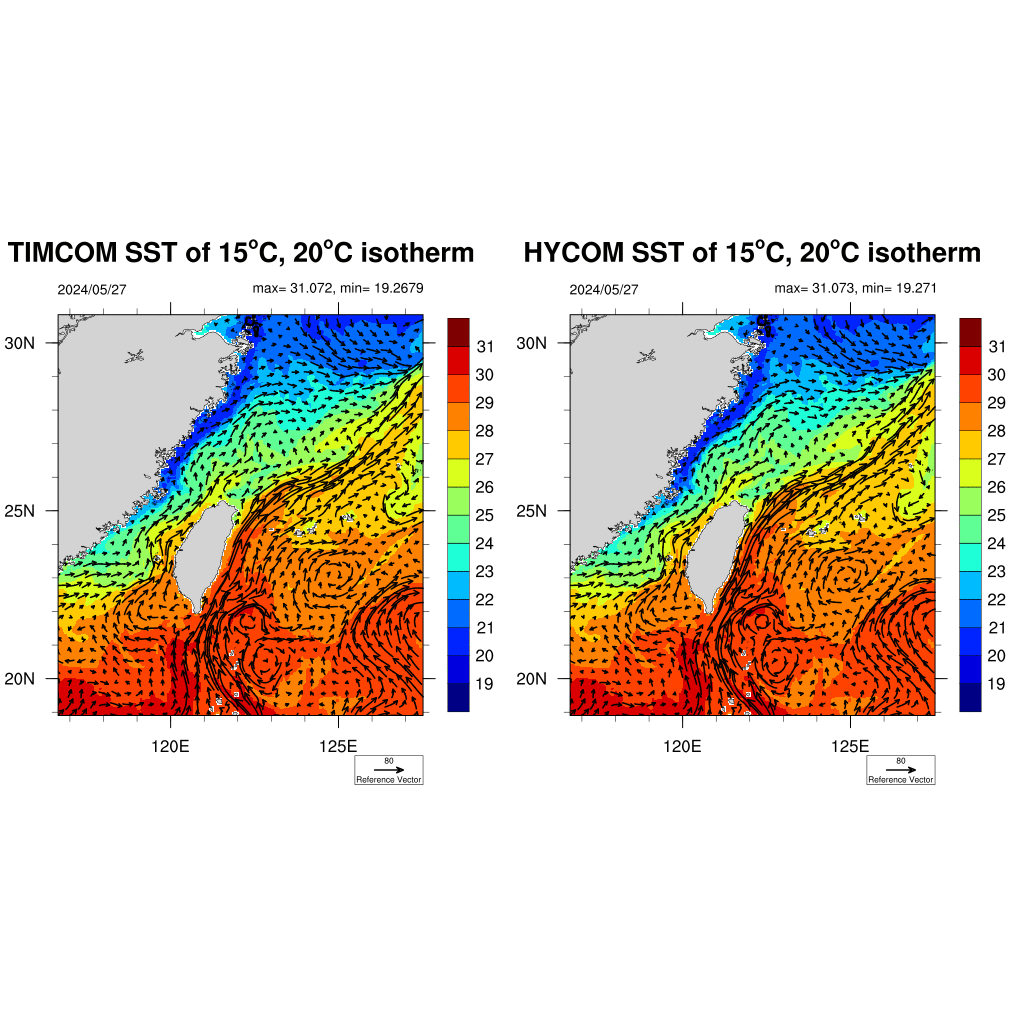 TIMCOM SST of 15°C, 20°C isotherm
2024/05/27 max= 31.072, min= 19.2679
30N
25N
20N
120E 125E
31
30
29
28
27
26
25
24
23
22
21
20
19
80
Reference Vector
HYCOM SST of 15°C, 20°C isotherm
2024/05/27 max= 31.073, min= 19.271
30N
25N
20N
120E 125E
31
30
29
28
27
26
25
24
23
22
21
20
19
80
Reference Vector